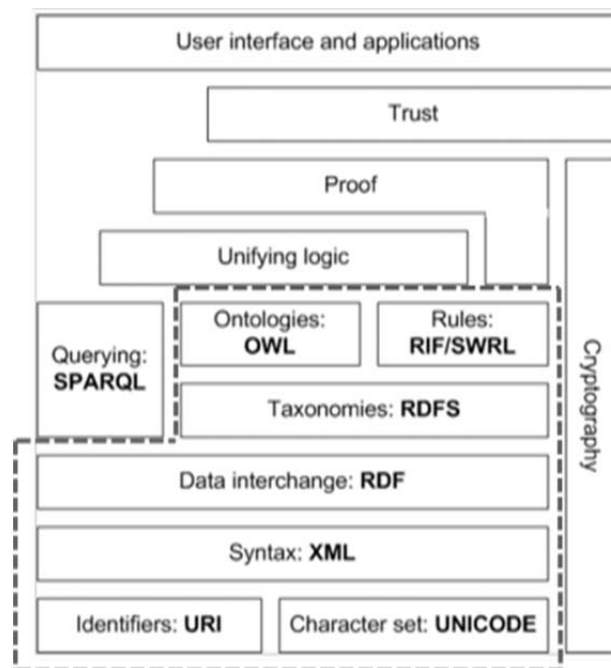 User interface and applications
Trust
Proof
Unifying logic
Ontologies:
OWL
Rules:
RIF/SWRL
Querying:
SPARQL
Taxonomies: RDFS
Cryptography
Data interchange: RDF
Syntax: XML
Identifiers: URI
Character set: UNICODE